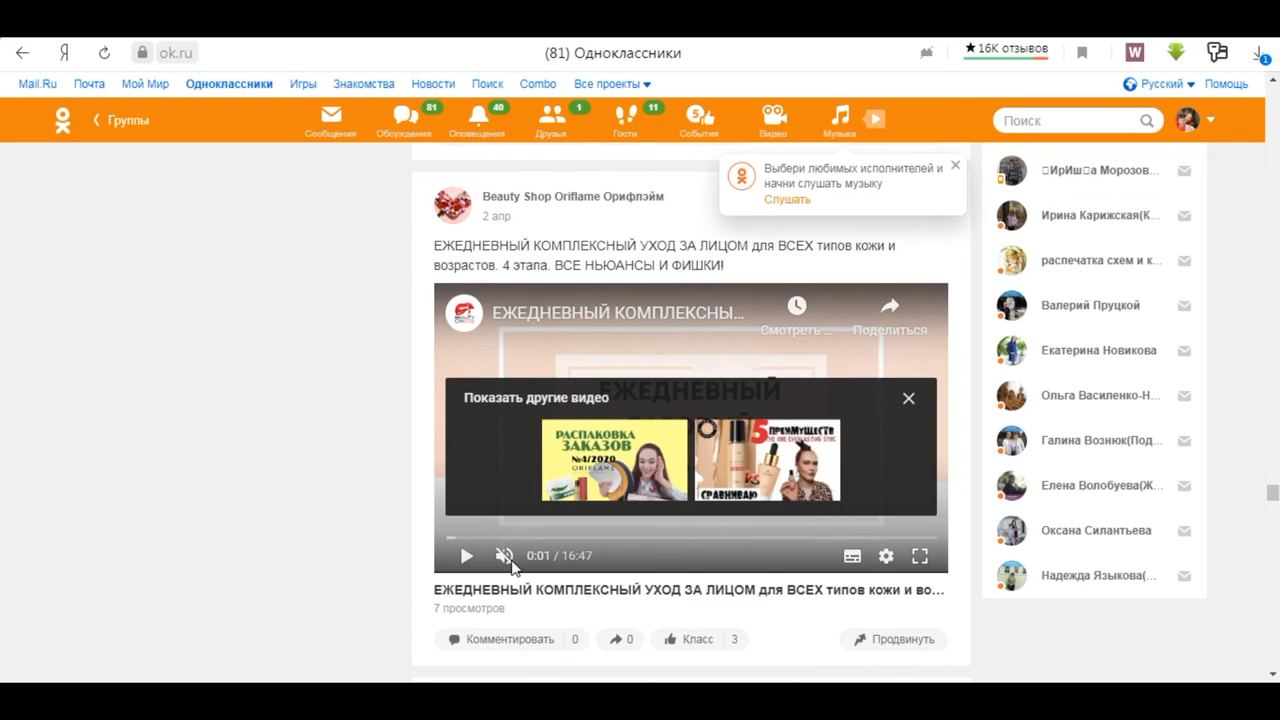 ok.ru
(81) Одноклассники
★16K отзывов
W
1
Mail.Ru Почта Мой Мир Одноклассники Игры Знакомства Новости Поиск Combo Все проекты Русский Помощь
Группы
Сообщения
81
Обсуждения
40
Оповещения
1
Друзья
11
Гости
5
События
Видео
Музыка
Поиск
Выбери любимых исполнителей и
начни слушать музыку
Слушать
Beauty Shop Oriflame Орифлэйм
2 апр
ЕЖЕДНЕВНЫЙ КОМПЛЕКСНЫЙ УХОД ЗА ЛИЦОМ для ВСЕХ типов кожи и
возрастов. 4 этапа. ВСЕ НЬЮАНСЫ И ФИШКИ!
ЕЖЕДНЕВНЫЙ КОМПЛЕКСНЫ...
Смотреть ...
Поделиться
ЕЖЕДНЕВНЫЙ
Показать другие видео
РАСПАКОВКА
ЗАКАЗОВ
№4/2020
ORIFLAME
5 ПРЕИМУЩЕСТВ
THE ONE EVERLASTING SYNC
VS
СРАВНИВАЮ
0:01 / 16:47
ЕЖЕДНЕВНЫЙ КОМПЛЕКСНЫЙ УХОД ЗА ЛИЦОМ для ВСЕХ типов кожи и во...
7 просмотров
Комментировать 0
0
Класс 3
Продвинуть
ИрИш а Морозов...
Ирина Карижская(К...
распечатка схем и к...
Валерий Пруцкой
Екатерина Новикова
Ольга Василенко-Н...
Галина Вознюк(Под...
Елена Волобуева(Ж...
Оксана Силантьева
Надежда Языкова(...